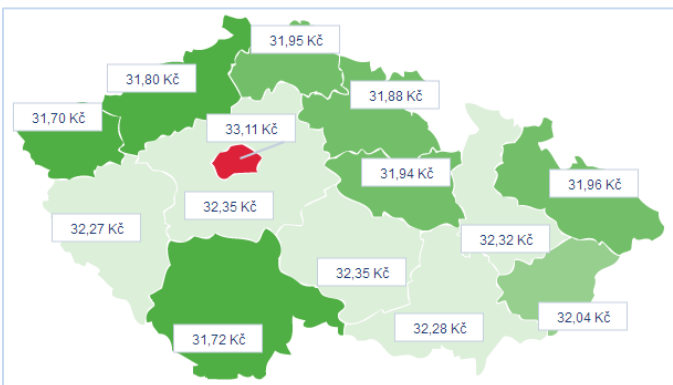 31,95 Kč
31,80 Kč
31,88 Kč
31,70 Kč
33,11 Kč
31,94 Kč
31,96 Kč
32,35 Kč
32,27 Kč
32,32 Kč
32,35 Kč
32,04 Kč
32,28 Kč
31,72 Kč